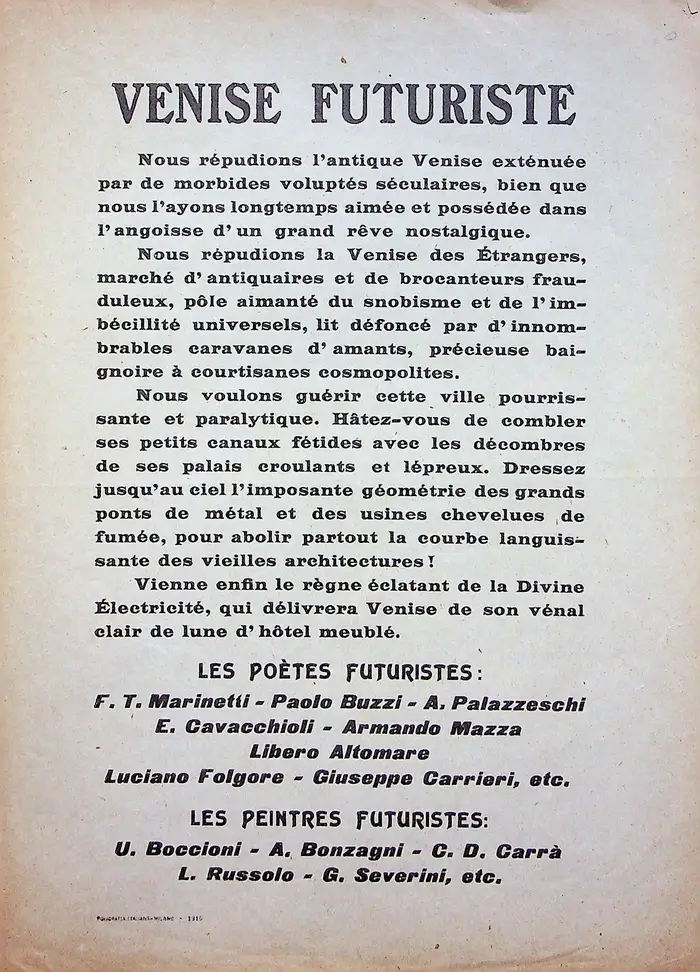 VENISE FUTURISTE
Nous répudions l'antique Venise exténuée
par de morbides voluptés séculaires, bien que
nous l'ayons longtemps aimée et possédée dans
l'angoisse d'un grand rêve nostalgique.
Nous répudions la Venise des Étrangers,
marché d'antiquaires et de brocanteurs frau-
duleux, pôle aimanté du snobisme et de l'im-
bécillité universels, lit défoncé par d'innom-
brables caravanes d'amants, précieuse bai-
gnoire à courtisanes cosmopolites.
Nous voulons guérir cette ville pourris-
sante et paralytique. Hâtez-vous de combler
ses petits canaux fétides avec les décombres
de ses palais croulants et lépreux. Dressez
jusqu'au ciel l'imposante géométrie des grands
ponts de métal et des usines chevelues de
fumée, pour abolir partout la courbe languis-
sante des vieilles architectures!
Vienne enfin le règne éclatant de la Divine
Électricité, qui délivrera Venise de son vénal
clair de lune d'hôtel meublé.
LES POÈTES FUTURISTES:
F. T. Marinetti - Paolo Buzzi - A. Palazzeschi
E. Cavacchioli - Armando Mazza
Libero Altomare
Luciano Folgore - Giuseppe Carrieri, etc.
LES PEINTRES FUTURISTES:
U. Boccioni - A. Bonzagni - C. D. Carrà
L. Russolo - G. Severini, etc.
POLIGRAFIA ITALIANA-MILANO - 1910